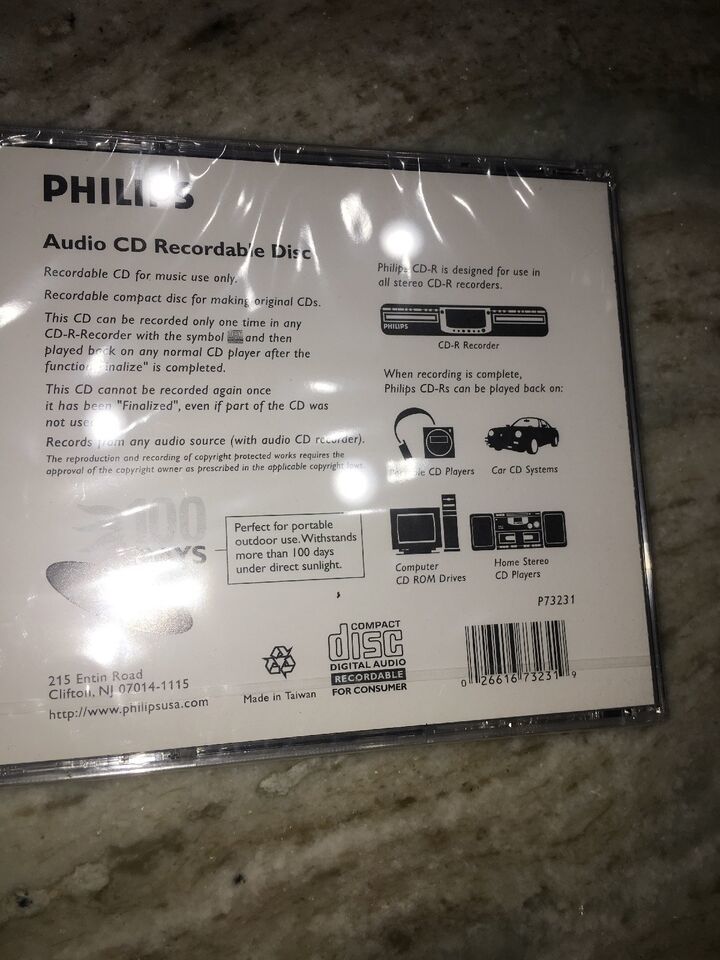 PHILIPS
Audio CD Recordable Disc
Recordable CD for music use only.
Recordable compact disc for making original CDs.
This CD can be recorded only one time in any
CD-R-Recorder with the symbol and then
played back on any normal CD player after the
function "Finalize" is completed.
This CD cannot be recorded again once
it has been "Finalized", even if part of the CD was
not used.
Records from any audio source (with audio CD recorder).
The reproduction and recording of copyright protected works requires the
approval of the copyright owner as prescribed in the applicable copyright laws.
100
DAYS
Perfect for portable
outdoor use. Withstands
more than 100 days
under direct sunlight.
215 Entin Road
Clifton, NJ 07014-1115
http://www.philipsusa.com
Made in Taiwan
COMPACT
disc
DIGITAL AUDIO
RECORDABLE
FOR CONSUMER
Philips CD-R is designed for use in
all stereo CD-R recorders.
PHILIPS
CD-R Recorder
When recording is complete,
Philips CD-Rs can be played back on:
Portable CD Players
Car CD Systems
Computer
CD ROM Drives
Home Stereo
CD Players
P73231
0 26616 73231 9